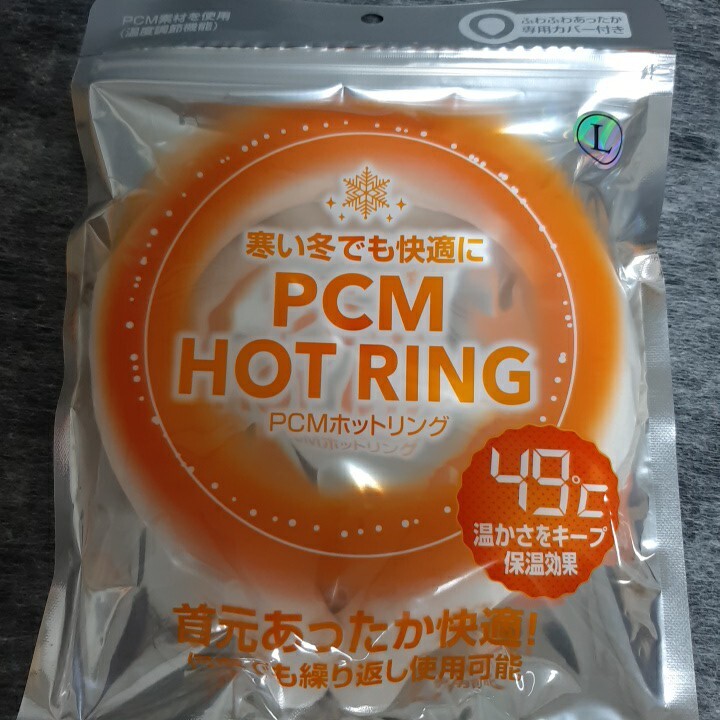 PCM素材を使用
(温度調節機能)
ふわふわあったか
専用カバー付き
L
寒い冬でも快適に
PCM
HOT RING
PCMホットリング
49℃
温かさをキープ
保温効果
首元あったか快適!
も繰り返し使用可能